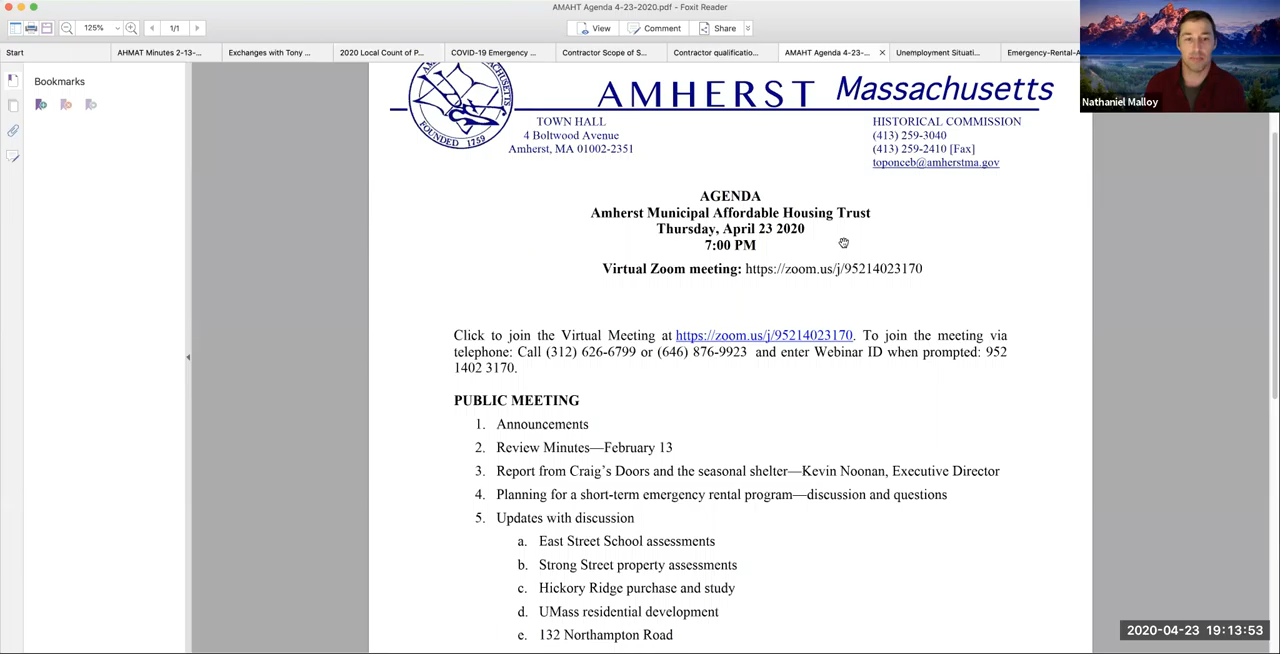 AMAHT Agenda 4-23-2020.pdf - Foxit Reader
125%
1/1
View
Comment
Share
Start
AHMAT Minutes 2-13-...
Exchanges with Tony ...
2020 Local Count of P...
COVID-19 Emergency ...
Contractor Scope of S...
Contractor qualificatio...
AMAHT Agenda 4-23-...
Unemployment Situati...
Emergency-Rental-A
Bookmarks
Nathaniel Malloy
FOUNDED 1759
AMHERST Massachusetts
TOWN HALL
4 Boltwood Avenue
Amherst, MA 01002-2351
HISTORICAL COMMISSION
(413) 259-3040
(413) 259-2410 [Fax]
toponceb@amherstma.gov
AGENDA
Amherst Municipal Affordable Housing Trust
Thursday, April 23 2020
7:00 PM
Virtual Zoom meeting: https://zoom.us/j/95214023170
Click to join the Virtual Meeting at https://zoom.us/j/95214023170. To join the meeting via
telephone: Call (312) 626-6799 or (646) 876-9923 and enter Webinar ID when prompted: 952
1402 3170.
PUBLIC MEETING
1. Announcements
2. Review Minutes—February 13
3. Report from Craig's Doors and the seasonal shelter—Kevin Noonan, Executive Director
4. Planning for a short-term emergency rental program—discussion and questions
5. Updates with discussion
a. East Street School assessments
b. Strong Street property assessments
c. Hickory Ridge purchase and study
d. UMass residential development
e. 132 Northampton Road
2020-04-23 19:13:53